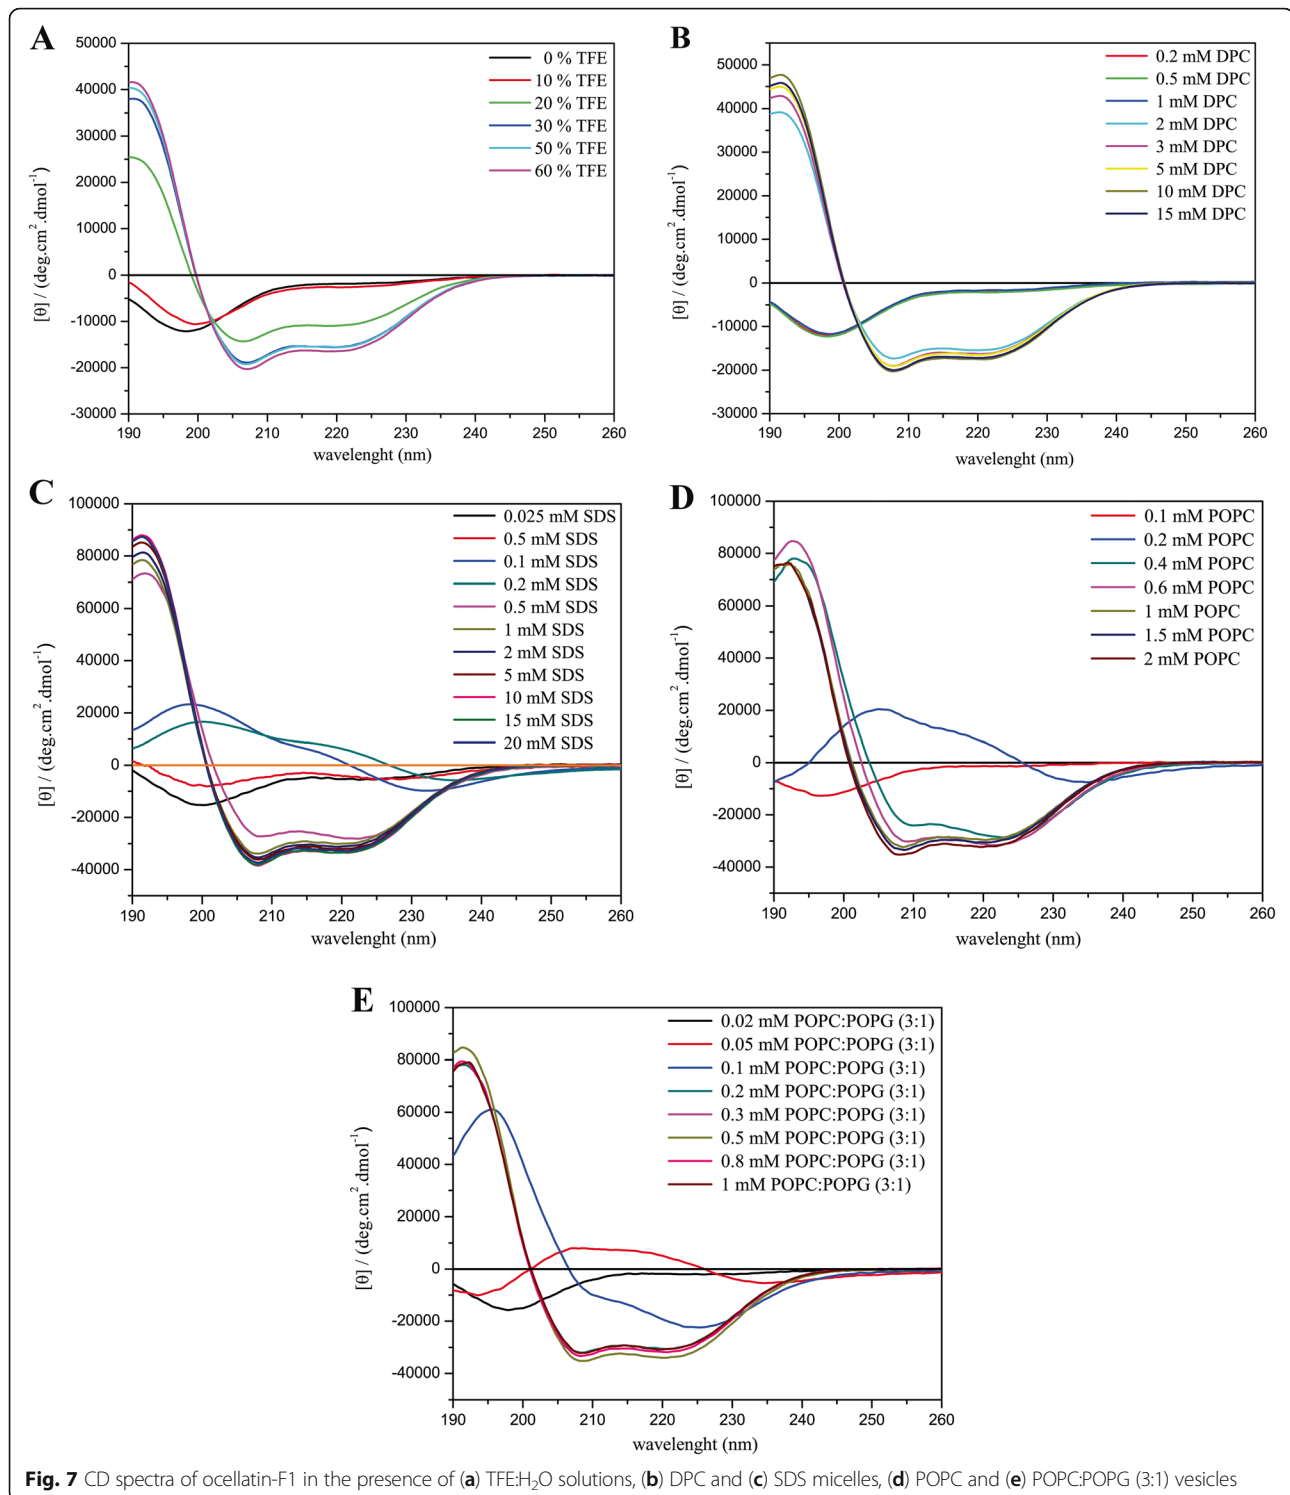 A
50000
40000
30000
20000
10000
0
-10000
-20000
-30000
190 200 210 220 230 240 250 260
wavelenght (nm)
[θ] / (deg.cm².dmol⁻¹)
0 % TFE
10 % TFE
20 % TFE
30 % TFE
50 % TFE
60 % TFE
B
50000
40000
30000
20000
10000
0
-10000
-20000
-30000
190 200 210 220 230 240 250 260
wavelenght (nm)
[θ] / (deg.cm².dmol⁻¹)
0.2 mM DPC
0.5 mM DPC
1 mM DPC
2 mM DPC
3 mM DPC
5 mM DPC
10 mM DPC
15 mM DPC
C
100000
80000
60000
40000
20000
0
-20000
-40000
190 200 210 220 230 240 250 260
wavelenght (nm)
[θ] / (deg.cm².dmol⁻¹)
0.025 mM SDS
0.5 mM SDS
0.1 mM SDS
0.2 mM SDS
0.5 mM SDS
1 mM SDS
2 mM SDS
5 mM SDS
10 mM SDS
15 mM SDS
20 mM SDS
D
100000
80000
60000
40000
20000
0
-20000
-40000
190 200 210 220 230 240 250 260
wavelenght (nm)
[θ] / (deg.cm².dmol⁻¹)
0.1 mM POPC
0.2 mM POPC
0.4 mM POPC
0.6 mM POPC
1 mM POPC
1.5 mM POPC
2 mM POPC
E
100000
80000
60000
40000
20000
0
-20000
-40000
190 200 210 220 230 240 250 260
wavelenght (nm)
[θ] / (deg.cm².dmol⁻¹)
0.02 mM POPC:POPG (3:1)
0.05 mM POPC:POPG (3:1)
0.1 mM POPC:POPG (3:1)
0.2 mM POPC:POPG (3:1)
0.3 mM POPC:POPG (3:1)
0.5 mM POPC:POPG (3:1)
0.8 mM POPC:POPG (3:1)
1 mM POPC:POPG (3:1)
Fig. 7 CD spectra of ocellatin-F1 in the presence of (a) TFE:H₂O solutions, (b) DPC and (c) SDS micelles, (d) POPC and (e) POPC:POPG (3:1) vesicles